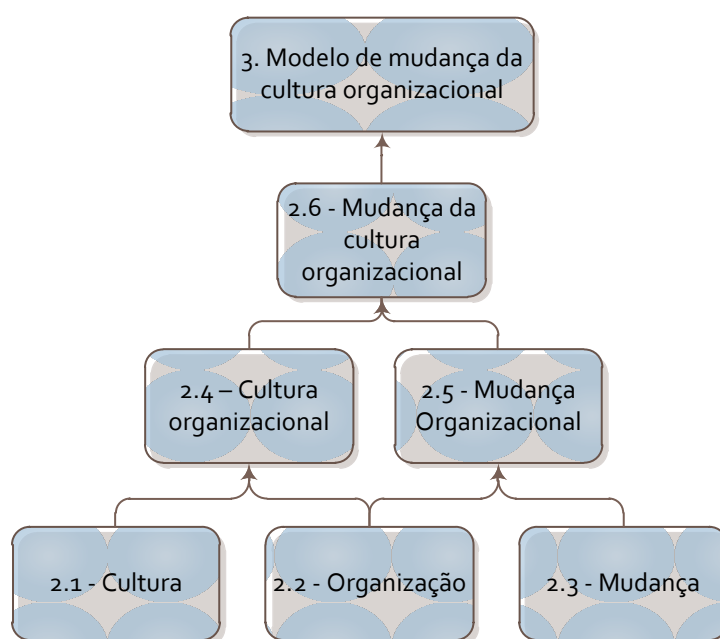 3. Modelo de mudança da
cultura organizacional
2.6 - Mudança da
cultura
organizacional
2.4 – Cultura
organizacional
2.5 - Mudança
Organizacional
2.1 - Cultura
2.2 - Organização
2.3 - Mudança